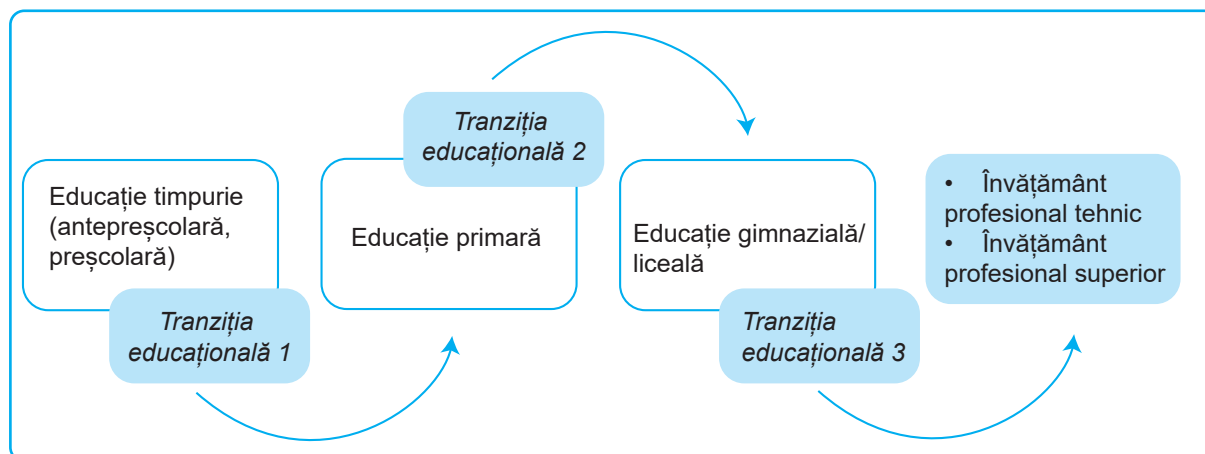 Educație timpurie
(antepreșcolară,
preșcolară)
Tranziția
educațională 1
Educație primară
Tranziția
educațională 2
Educație gimnazială/
liceală
Tranziția
educațională 3
• Învățământ
profesional tehnic
• Învățământ
profesional superior